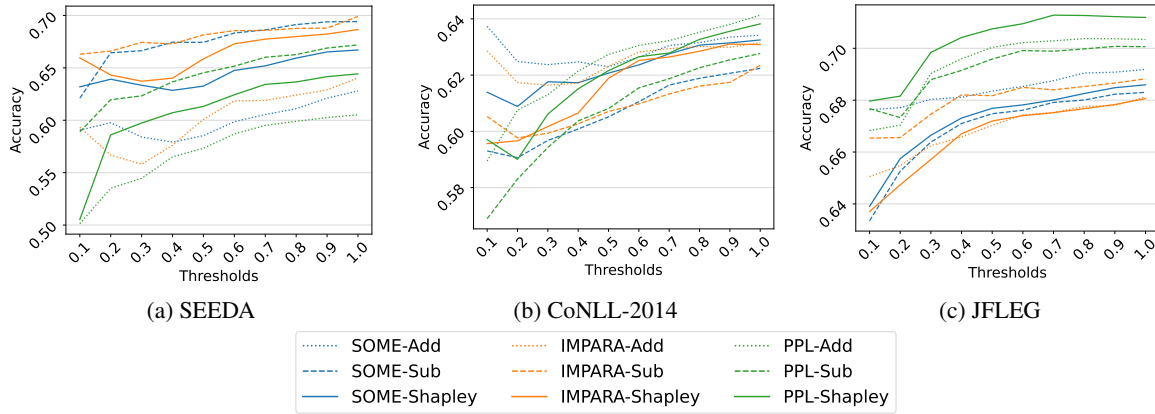 Accuracy
0.70
0.65
0.60
0.55
0.50
0.1 0.2 0.3 0.4 0.5 0.6 0.7 0.8 0.9 1.0
Thresholds
(a) SEEDA
Accuracy
0.64
0.62
0.60
0.58
0.1 0.2 0.3 0.4 0.5 0.6 0.7 0.8 0.9 1.0
Thresholds
(b) CoNLL-2014
Accuracy
0.70
0.68
0.66
0.64
0.1 0.2 0.3 0.4 0.5 0.6 0.7 0.8 0.9 1.0
Thresholds
(c) JFLEG
SOME-Add IMPARA-Add PPL-Add
SOME-Sub IMPARA-Sub PPL-Sub
SOME-Shapley IMPARA-Shapley PPL-Shapley